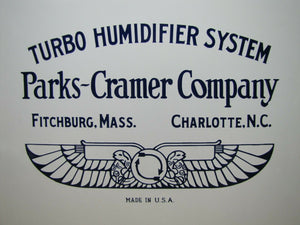 TURBO HUMIDIFIER SYSTEM
Parks-Cramer Company
FITCHBURG, MASS. CHARLOTTE, N.C.
MADE IN U.S.A.